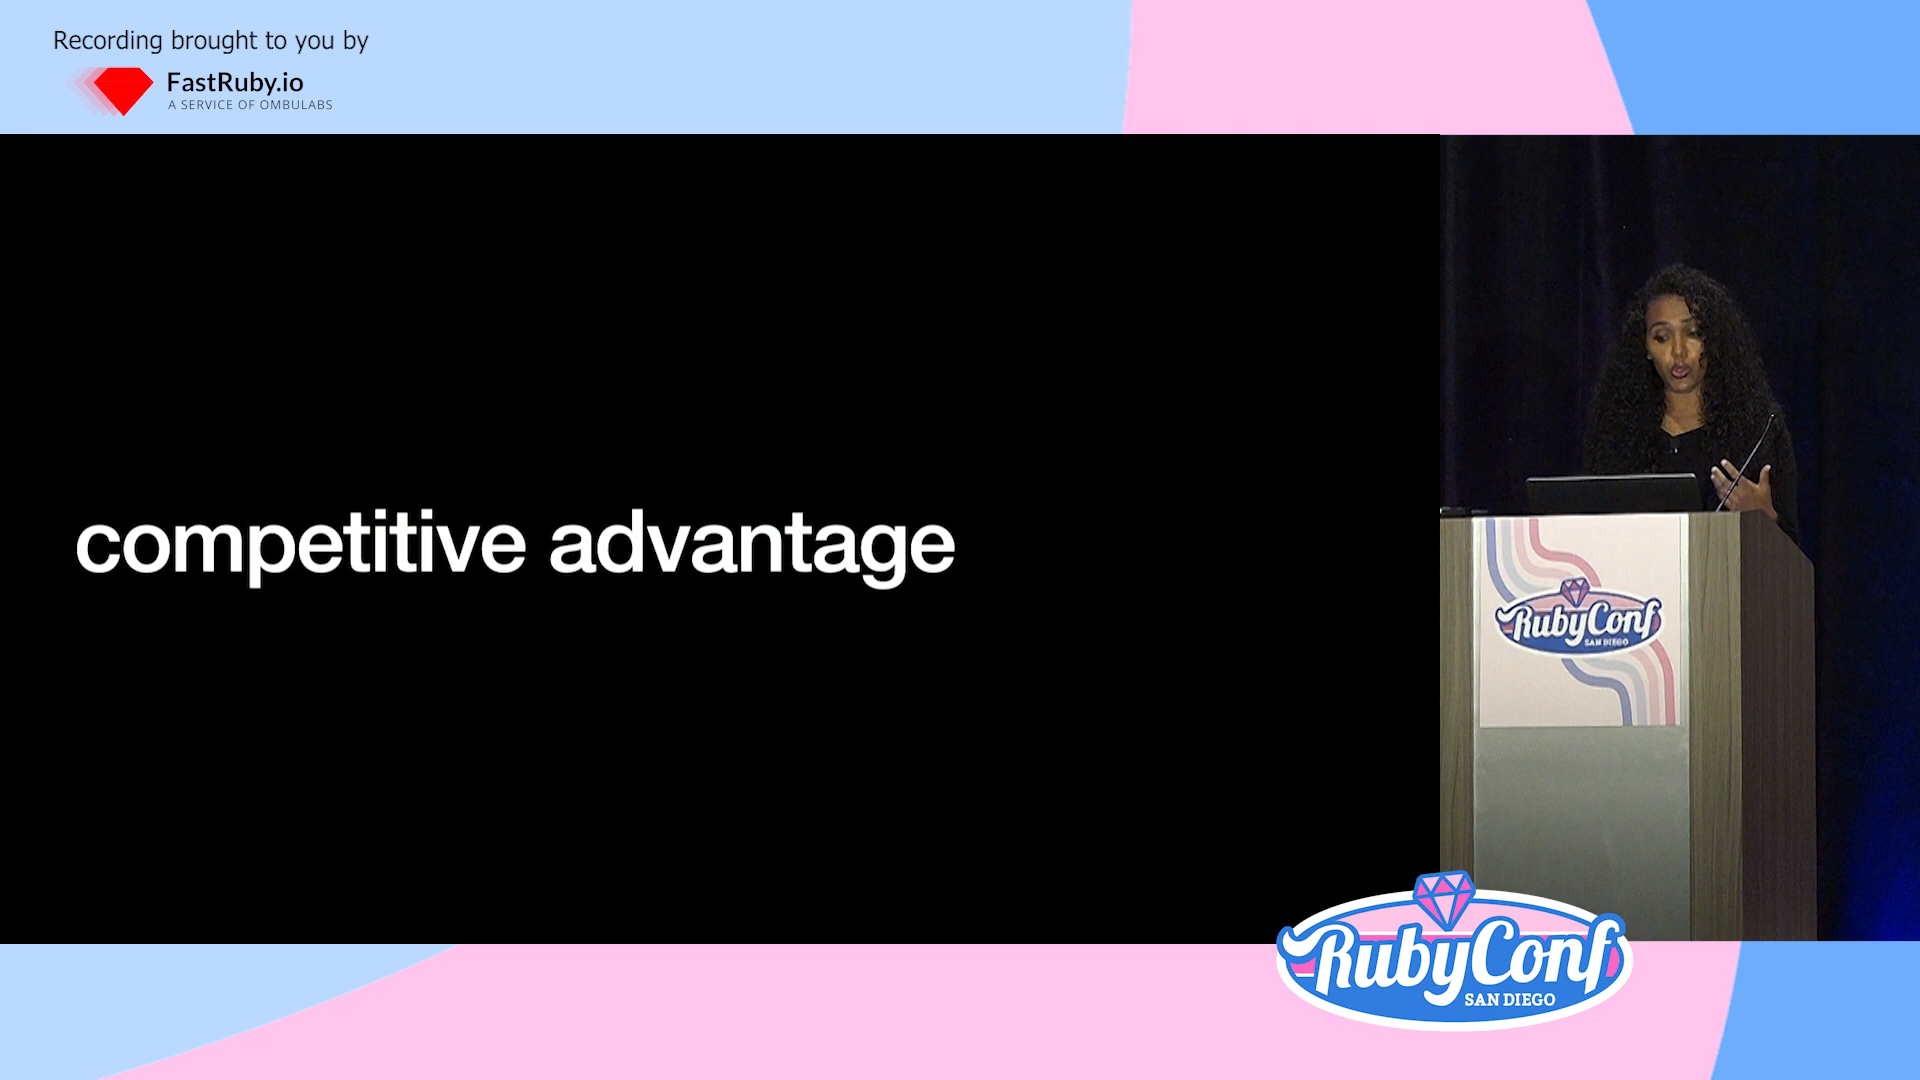 Recording brought to you by
FastRuby.io
A SERVICE OF OMBULABS
competitive advantage
RubyConf
SAN DIEGO
RubyConf
SAN DIEGO